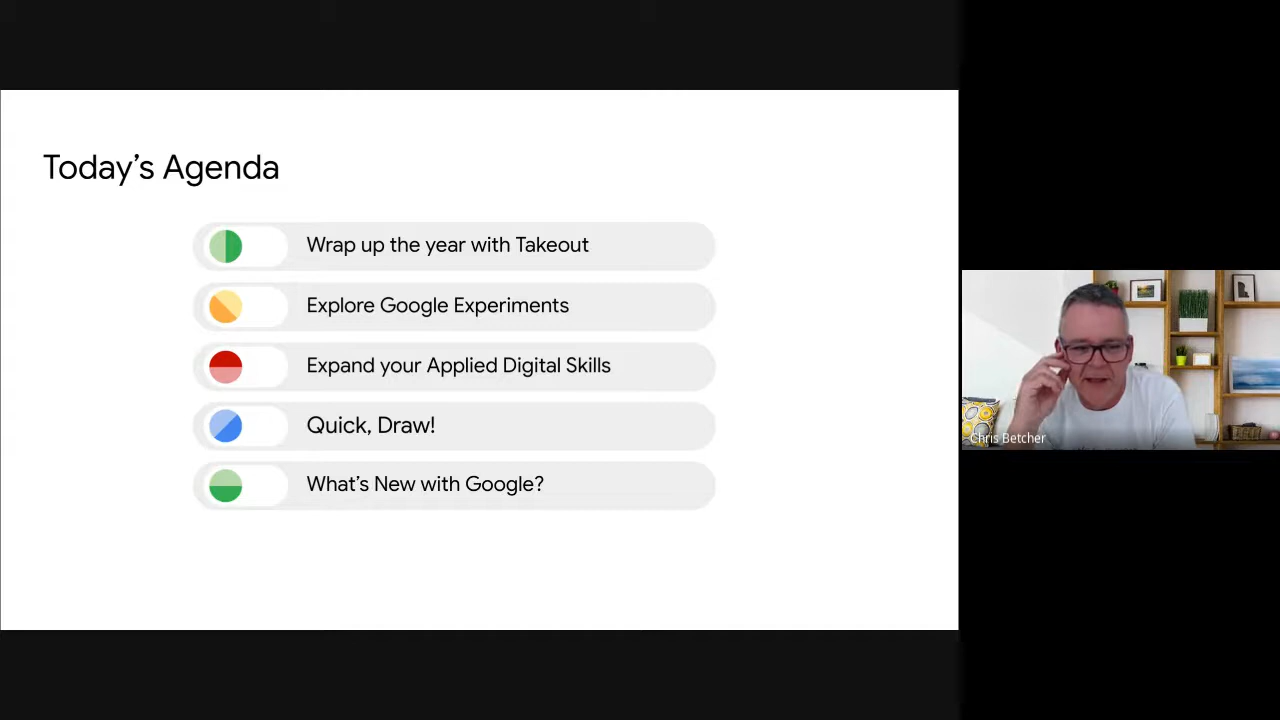 Today’s Agenda
Wrap up the year with Takeout
Explore Google Experiments
Expand your Applied Digital Skills
Quick, Draw!
What’s New with Google?
Chris Betcher